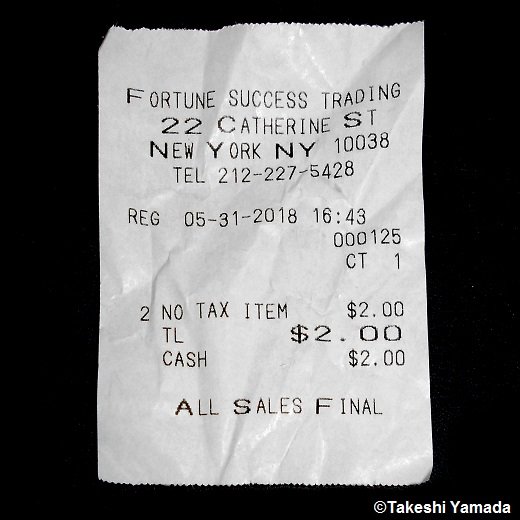 FORTUNE SUCCESS TRADING
22 CATHERINE ST
NEW YORK NY 10038
TEL 212-227-5428
REG 05-31-2018 16:43
000125
CT 1
2 NO TAX ITEM $2.00
TL $2.00
CASH $2.00
ALL SALES FINAL
©Takeshi Yamada